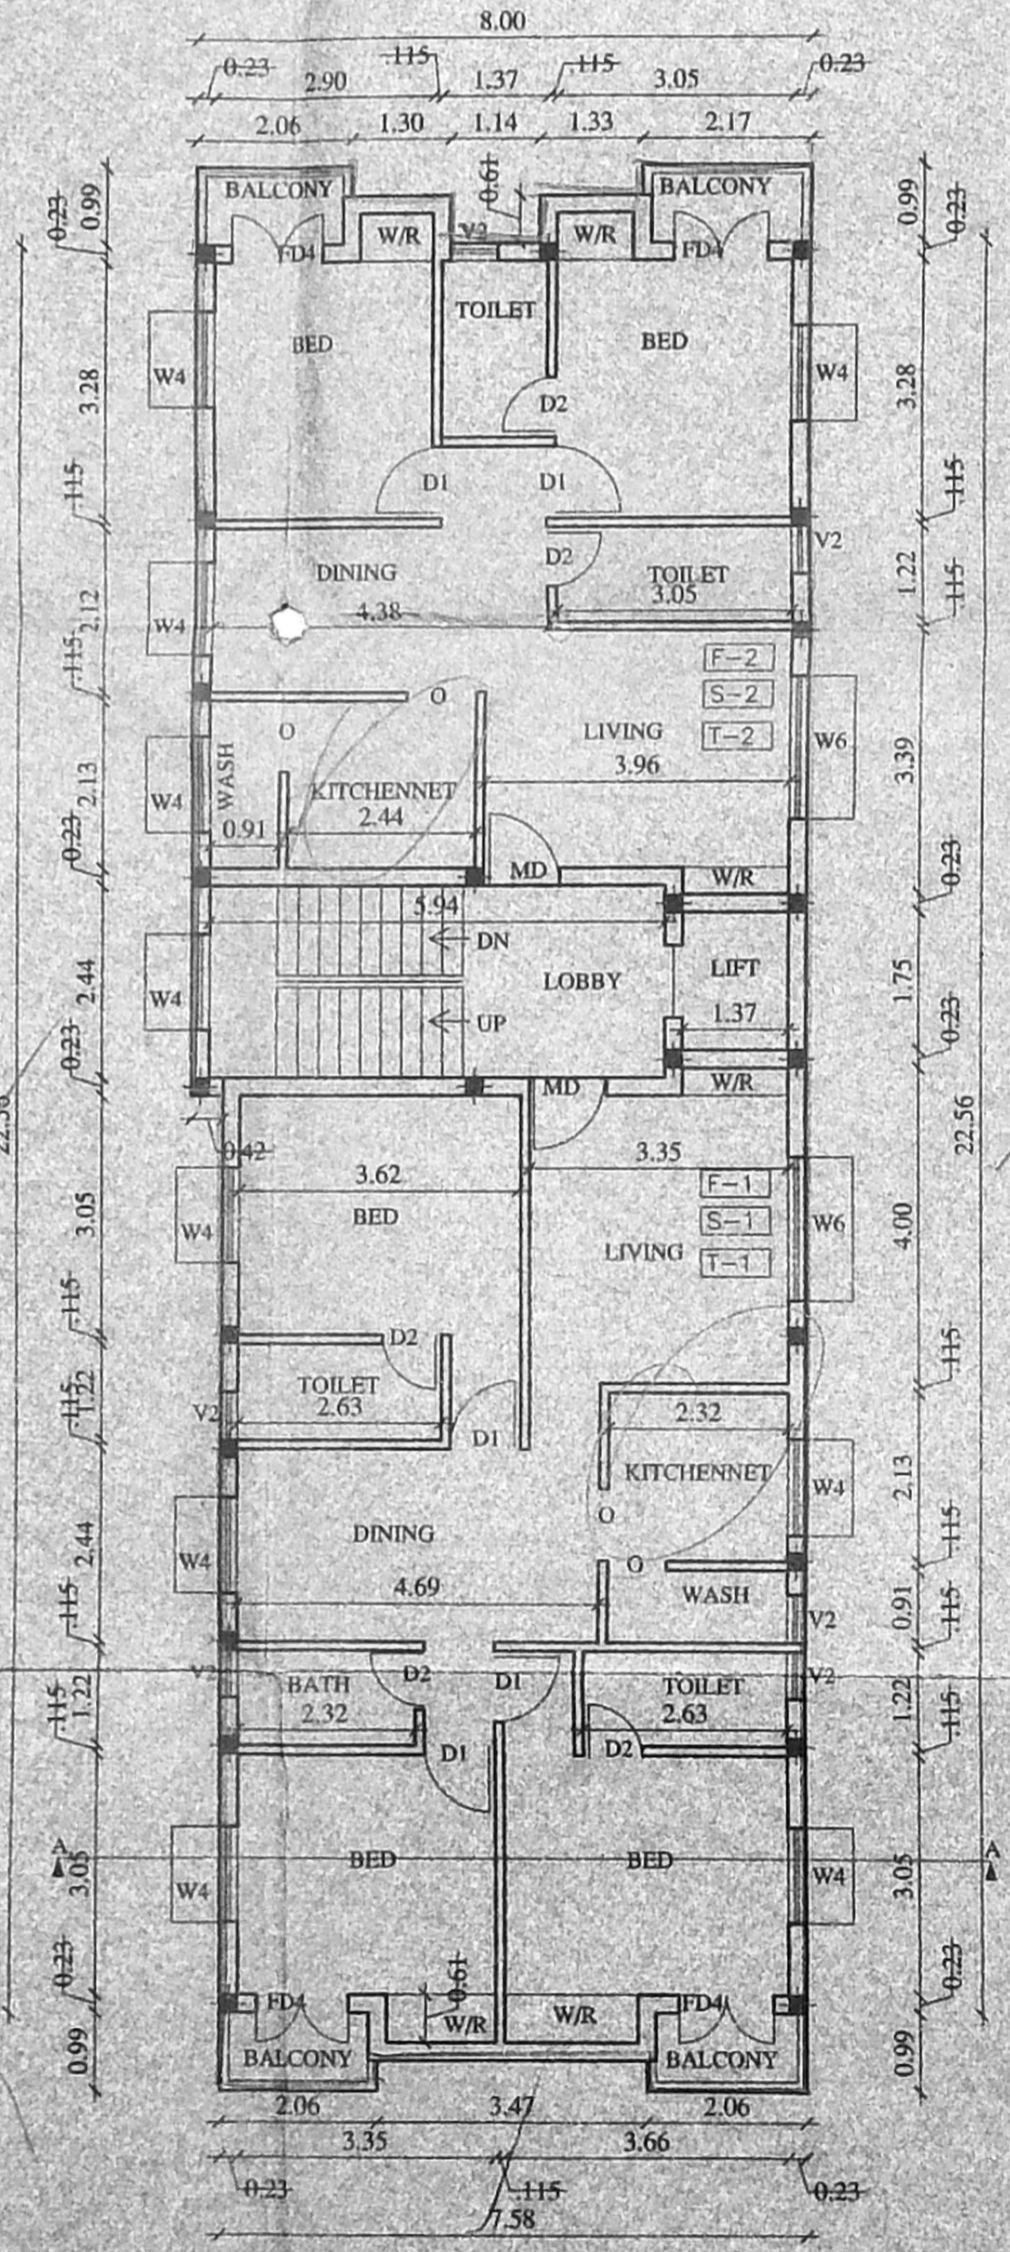 8.00
0.23 2.90 .115 1.37 .115 3.05 0.23
2.06 1.30 1.14 1.33 2.17
BALCONY 0.61 BALCONY
0.23 0.99 W/R V2 W/R 0.99 0.23
FD4 FD4
TOILET
BED BED
W4 W4
3.28 D2 3.28
D1 D1
.115 .115
V2
D2
DINING TOILET 1.22 .115
3.05
4.38
W4 2.12
.115 F-2
O S-2
O LIVING T-2 W6
WASH 3.96 3.39
2.13 KITCHENNET
W4 0.91 2.44
0.23 MD W/R 0.23
5.94
DN
LOBBY LIFT
W4 2.44 1.75
UP 1.37
0.23 0.23
MD W/R
22.56
0.42 3.35
3.62 F-1
BED S-1 W6
W4 3.05 LIVING T-1 4.00
.115 .115
D2
TOILET
1.22 2.63 2.32
.115 V2 D1
KITCHENNET W4 2.13
O
DINING
W4 2.44 O .115
4.69 WASH 0.91
.115 V2 .115
V2 BATH D2 D1 TOILET V2
1.22 2.32 2.63 1.22
.115 D1 D2 .115
A BED BED A
3.05 W4 W4 3.05
0.23 0.61 0.23
FD4 W/R W/R FD4
0.99 BALCONY BALCONY 0.99
2.06 3.47 2.06
3.35 3.66
0.23 .115 0.23
7.58